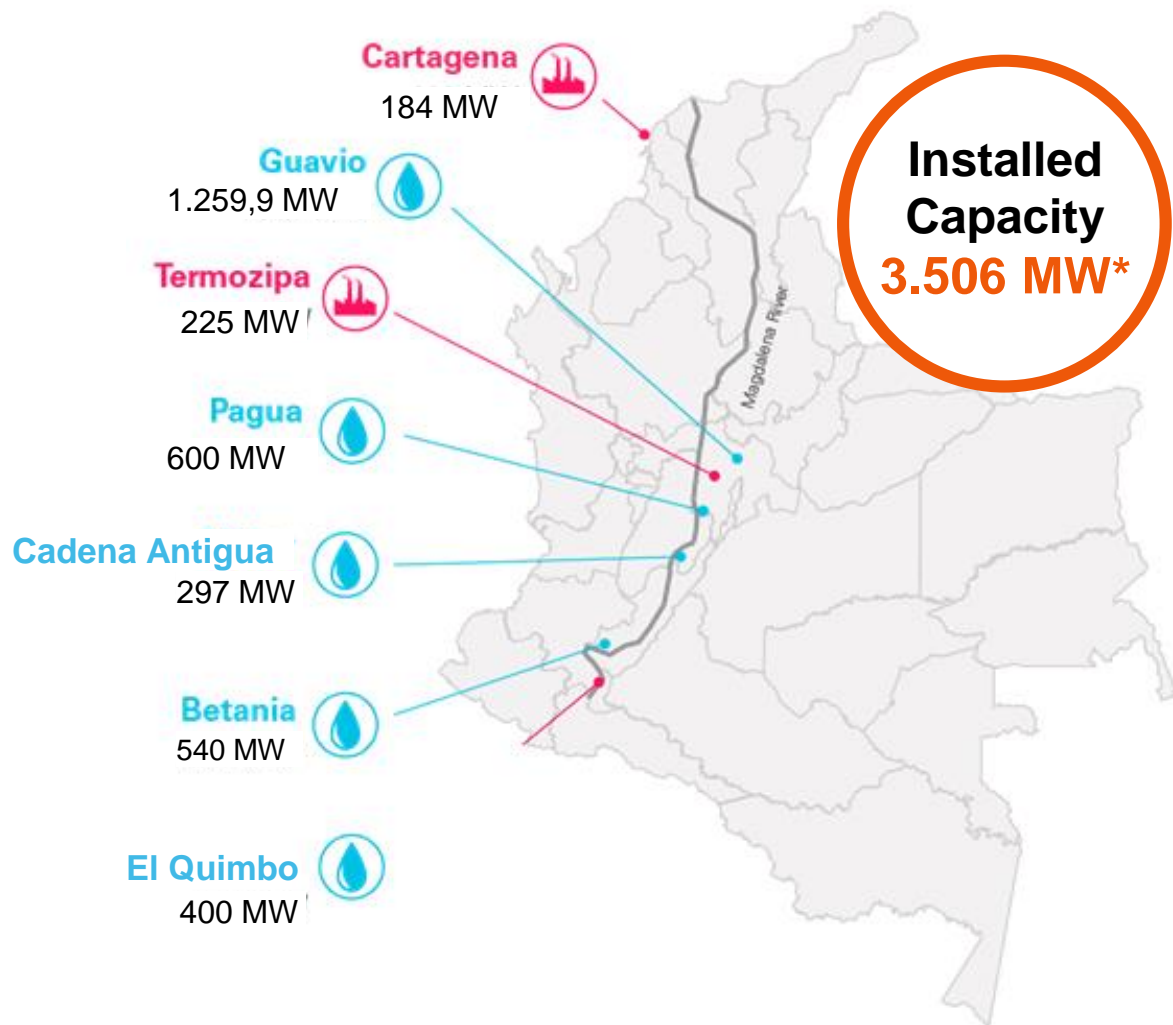 Cartagena
184 MW
Guavio
1.259,9 MW
Termozipa
225 MW
Pagua
600 MW
Cadena Antigua
297 MW
Betania
540 MW
El Quimbo
400 MW
Magdalena River
Installed
Capacity
3.506 MW*